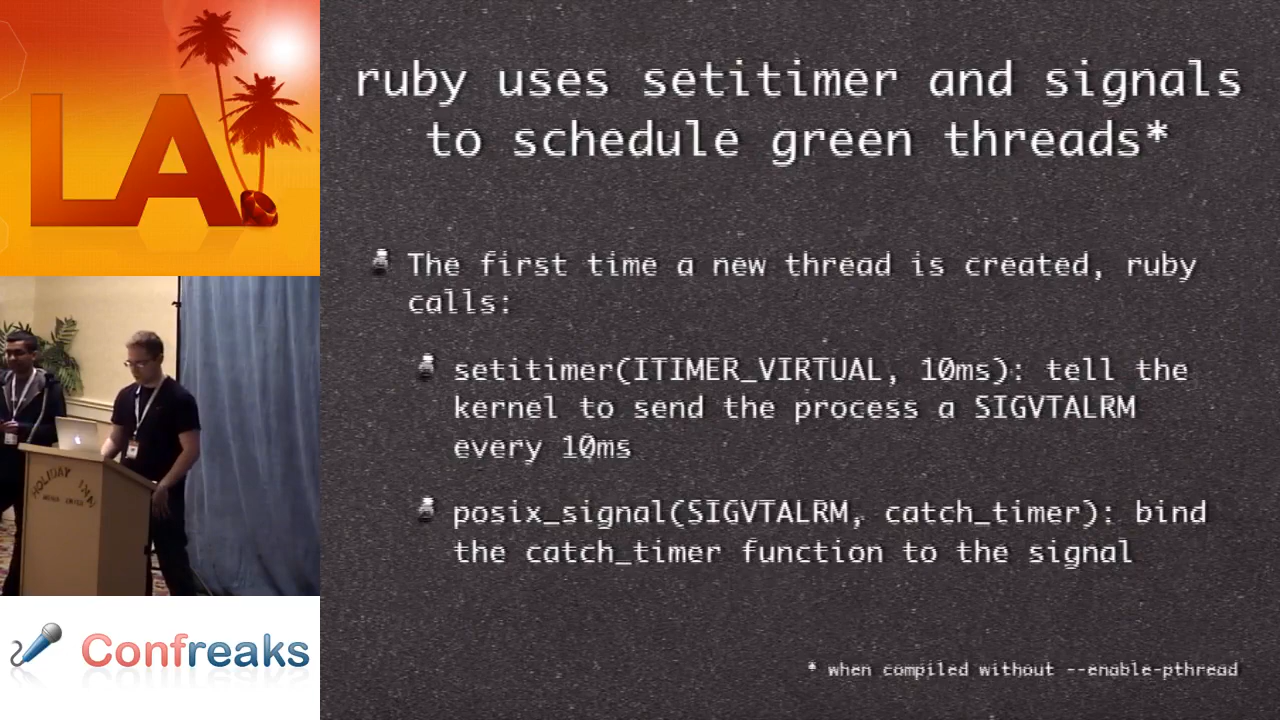 LA
ruby uses setitimer and signals
to schedule green threads*
The first time a new thread is created, ruby
calls:
setitimer(ITIMER_VIRTUAL, 10ms): tell the
kernel to send the process a SIGVTALRM
every 10ms
posix_signal(SIGVTALRM, catch_timer): bind
the catch_timer function to the signal
* when compiled without --enable-pthread
HOLIDAY INN
Confreaks